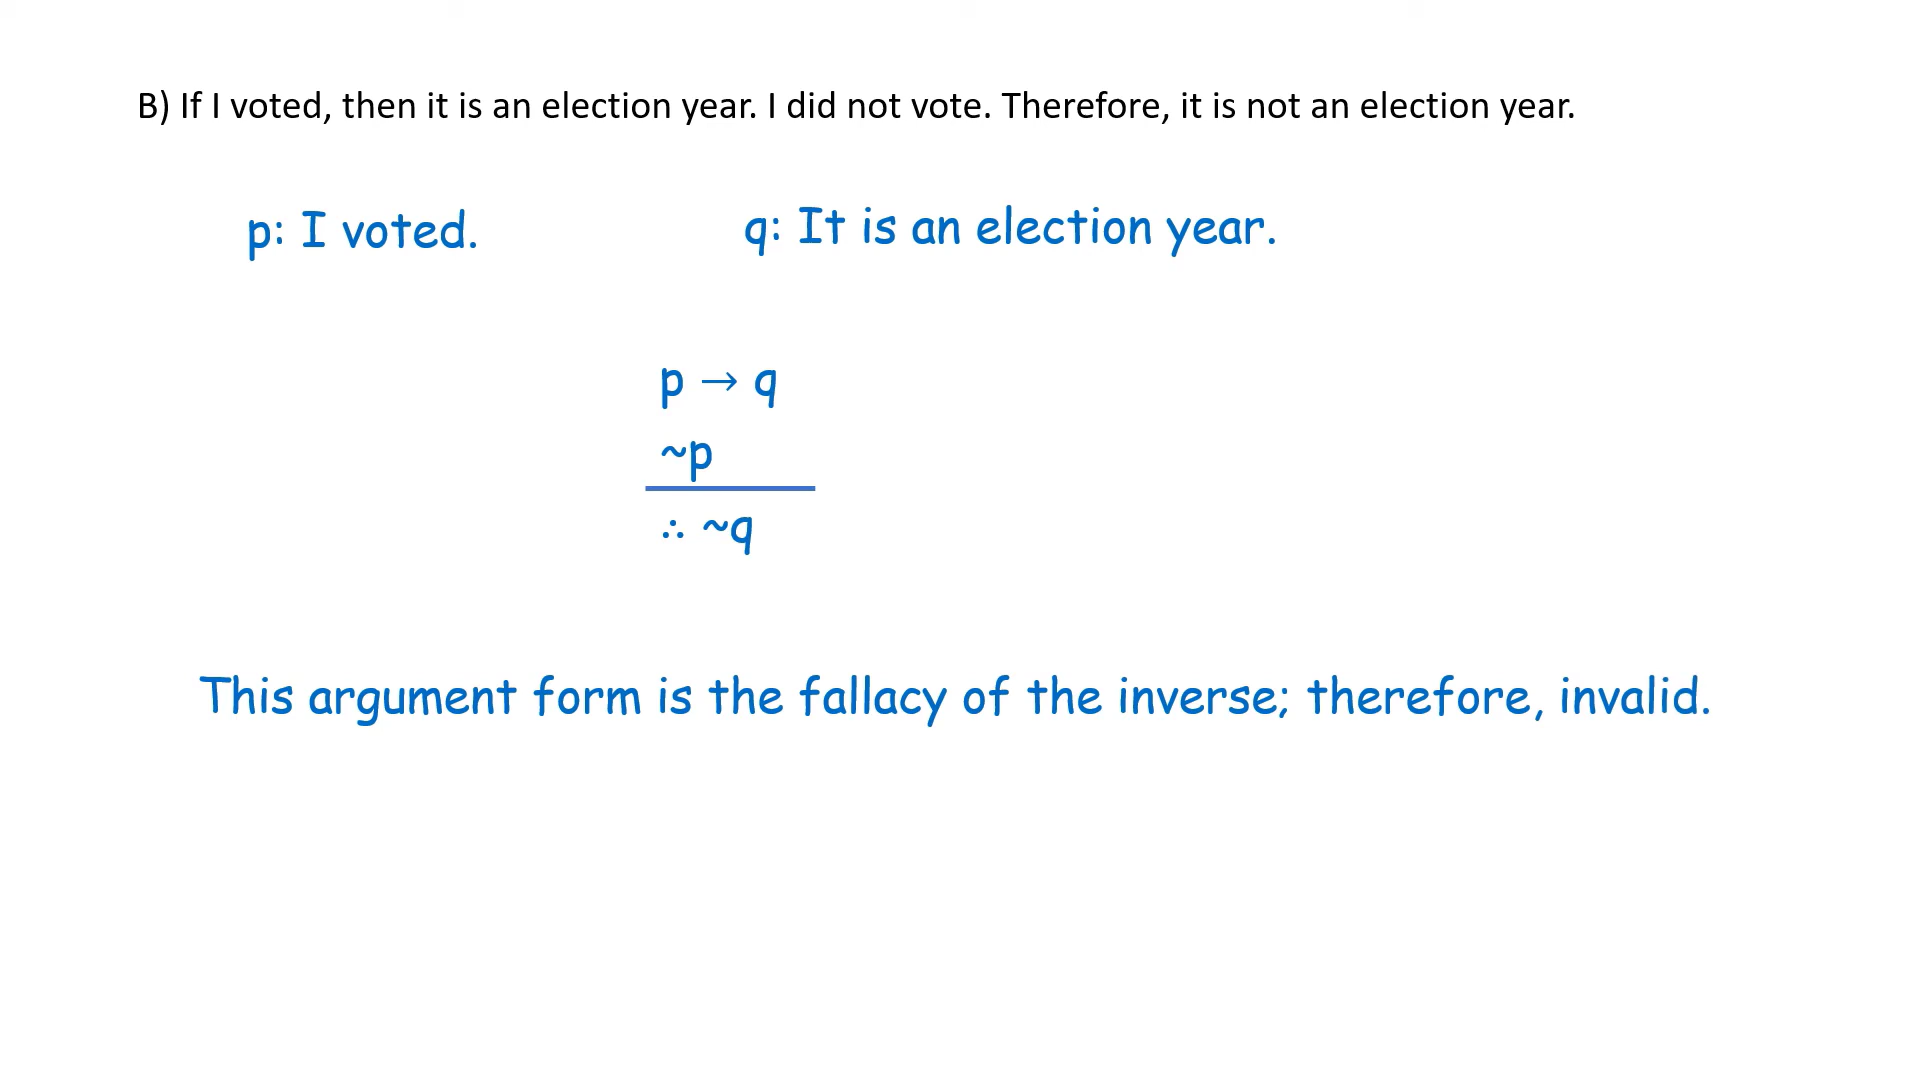 B) If I voted, then it is an election year. I did not vote. Therefore, it is not an election year.
p: I voted. q: It is an election year.
p → q
~p
∴ ~q
This argument form is the fallacy of the inverse; therefore, invalid.